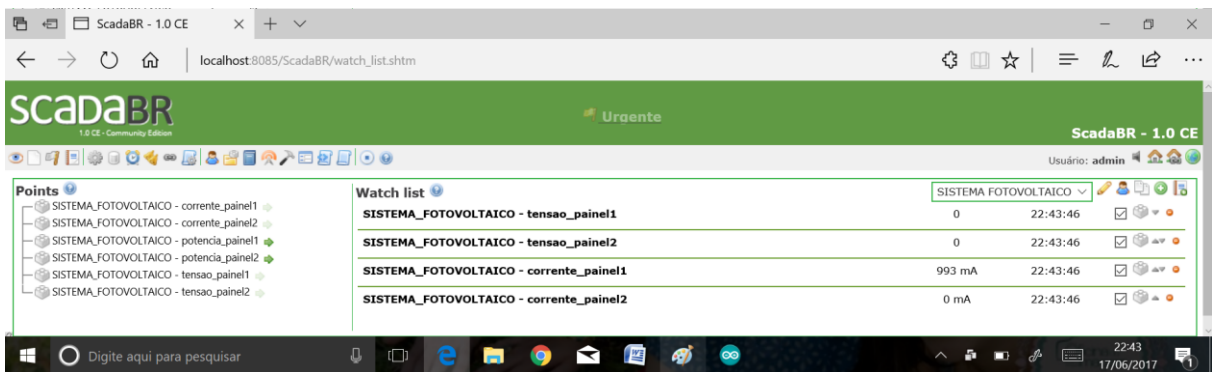 ScadaBR - 1.0 CE
localhost:8085/ScadaBR/watch_list.shtm
scadaBR
1.0 CE - Community Edition
Urgente
ScadaBR - 1.0 CE
Usuário: admin
Points
SISTEMA_FOTOVOLTAICO - corrente_painel1
SISTEMA_FOTOVOLTAICO - corrente_painel2
SISTEMA_FOTOVOLTAICO - potencia_painel1
SISTEMA_FOTOVOLTAICO - potencia_painel2
SISTEMA_FOTOVOLTAICO - tensao_painel1
SISTEMA_FOTOVOLTAICO - tensao_painel2
Watch list SISTEMA FOTOVOLTAICO
SISTEMA_FOTOVOLTAICO - tensao_painel1 0 22:43:46
SISTEMA_FOTOVOLTAICO - tensao_painel2 0 22:43:46
SISTEMA_FOTOVOLTAICO - corrente_painel1 993 mA 22:43:46
SISTEMA_FOTOVOLTAICO - corrente_painel2 0 mA 22:43:46
Digite aqui para pesquisar
22:43
17/06/2017
1